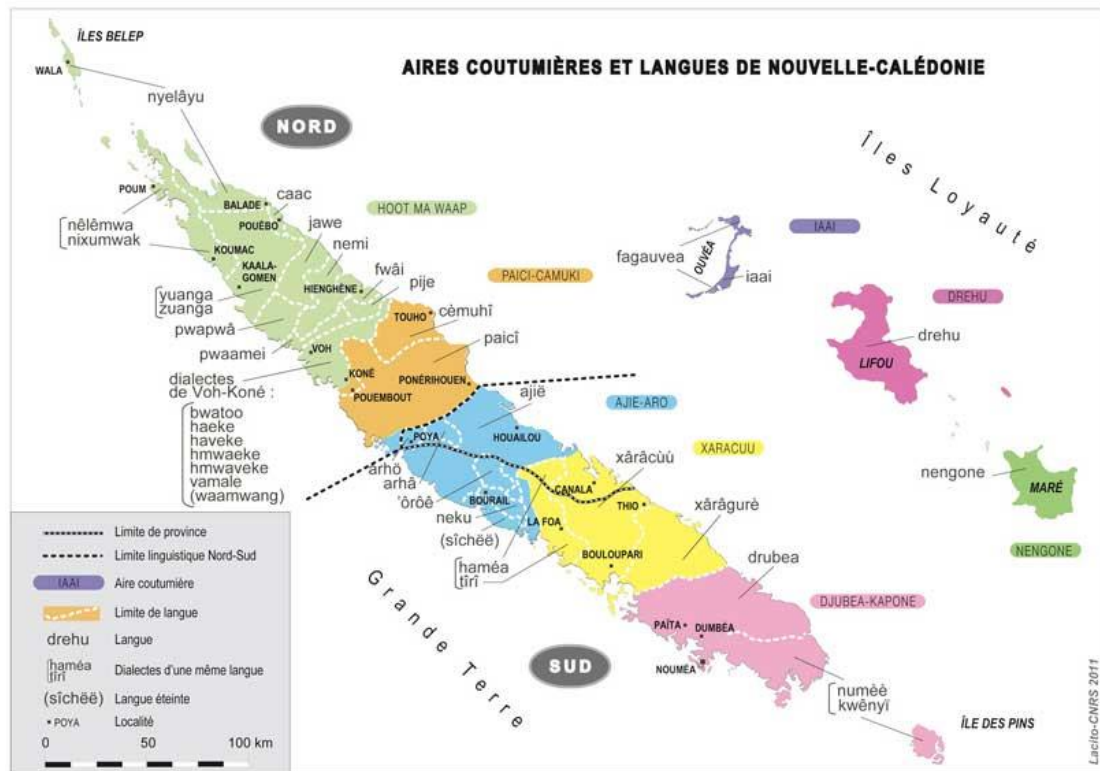 AIRES COUTUMIÈRES ET LANGUES DE NOUVELLE-CALÉDONIE
ÎLES BELEP
WALA
nyelâyu
NORD
Îles Loyauté
POUM
BALADE
caac
POUÉBO
HOOT MA WAAP
nêlêmwa
nixumwak
jawe
nemi
KOUMAC
KAALA-
GOMEN
fwâi
HIENGHÈNE
pije
PAICI-CAMUKI
fagauvea
OUVÉA
iaai
IAAI
yuanga
zuanga
pwapwâ
pwaamei
TOUHO
cèmuhî
VOH
paicî
DREHU
drehu
LIFOU
dialectes
de Voh-Koné :
bwatoo
haeke
haveke
hmwaeke
hmwaveke
vamale
(waamwang)
KONÉ
POUEMBOUT
PONÉRIHOUEN
ajië
AJIE-ARO
POYA
HOUAILOU
XARACUU
arhö
arhâ
'ôrôê
xârâcùù
CANALA
nengone
MARÉ
NENGONE
neku
(sîchëë)
BOURAIL
LA FOA
THIO
xârâgurè
BOULOUPARI
haméa
tîrî
drubea
DJUBEA-KAPONE
PAÏTA
DUMBÉA
NOUMÉA
Grande Terre
SUD
numèè
kwênyï
ÎLE DES PINS
Limite de province
Limite linguistique Nord-Sud
IAAI Aire coutumière
Limite de langue
drehu Langue
haméa
tîrî
Dialectes d'une même langue
(sîchëë) Langue éteinte
POYA Localité
0 50 100 km
Lacito-CNRS 2011